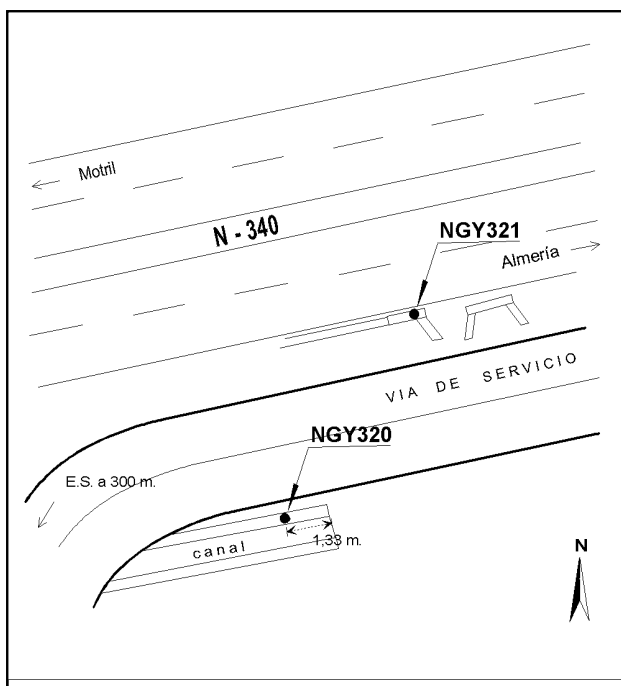 Motril
N - 340
NGY321
Almería
VIA DE SERVICIO
NGY320
E.S. a 300 m.
canal
1,33 m.
N